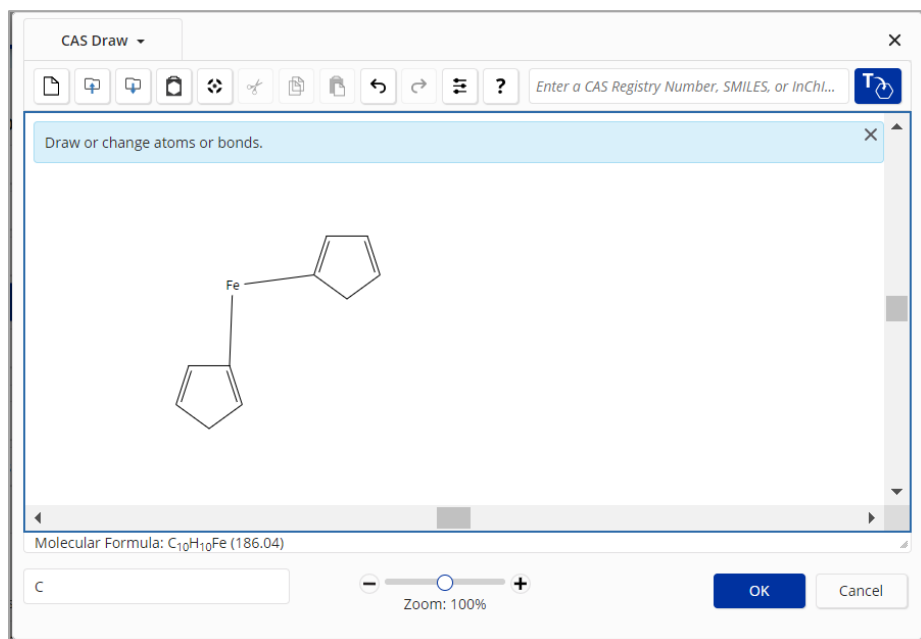 CAS Draw
?
Enter a CAS Registry Number, SMILES, or InChI...
T
Draw or change atoms or bonds.
Fe
Molecular Formula: C₁₀H₁₀Fe (186.04)
C
Zoom: 100%
OK
Cancel